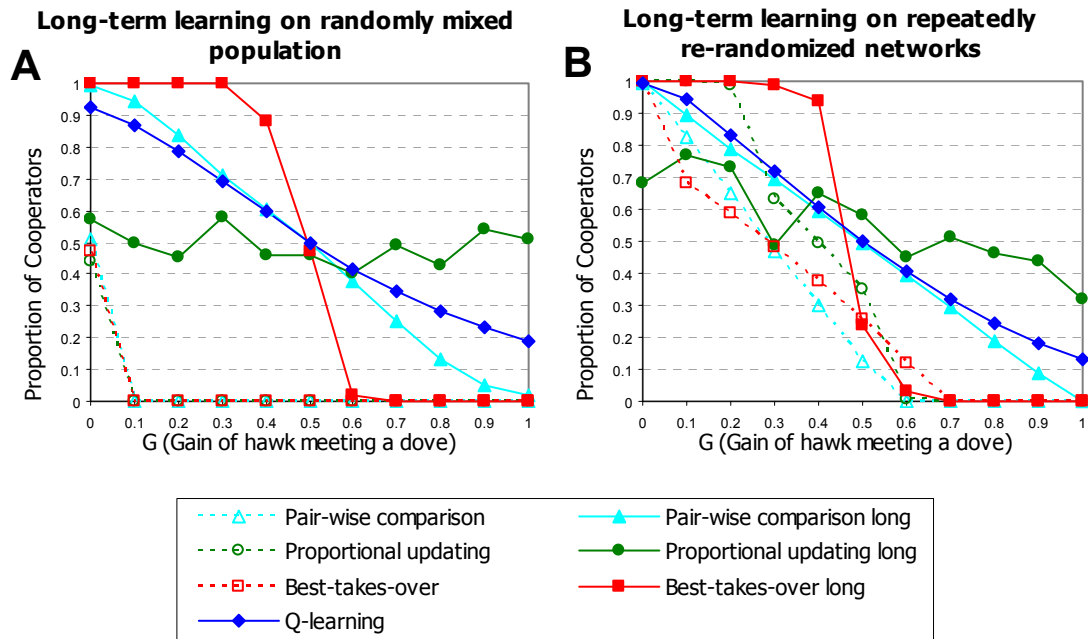 Long-term learning on randomly mixed
population
Long-term learning on repeatedly
re-randomized networks
A
B
Proportion of Cooperators
1
0.9
0.8
0.7
0.6
0.5
0.4
0.3
0.2
0.1
0
0 0.1 0.2 0.3 0.4 0.5 0.6 0.7 0.8 0.9 1
G (Gain of hawk meeting a dove)
Proportion of Cooperators
1
0.9
0.8
0.7
0.6
0.5
0.4
0.3
0.2
0.1
0
0 0.1 0.2 0.3 0.4 0.5 0.6 0.7 0.8 0.9 1
G (Gain of hawk meeting a dove)
Pair-wise comparison
Pair-wise comparison long
Proportional updating
Proportional updating long
Best-takes-over
Best-takes-over long
Q-learning